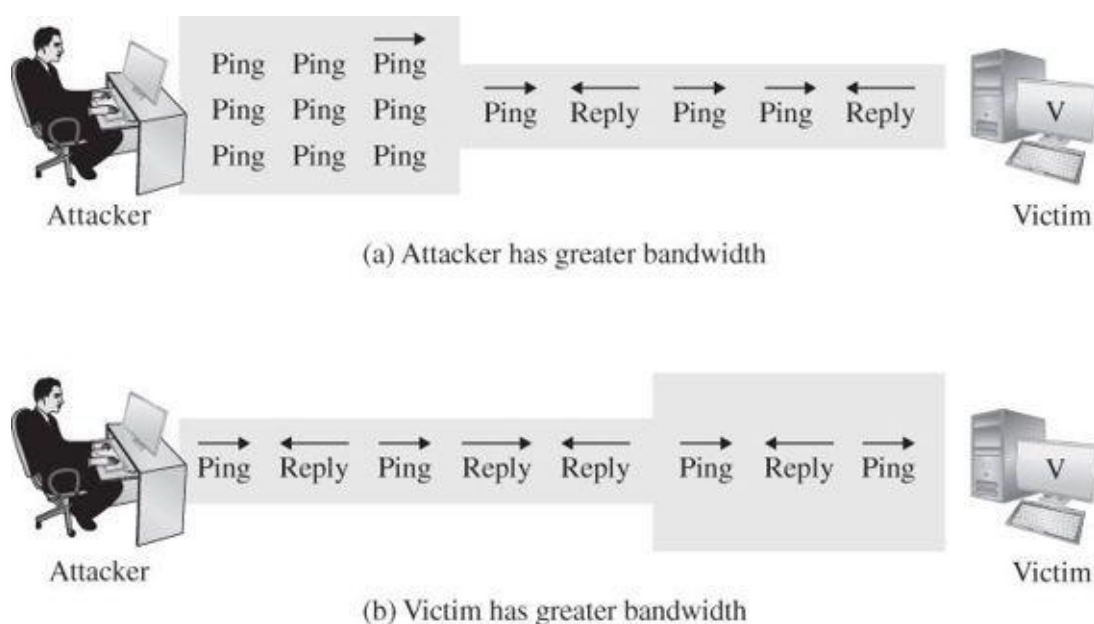 Ping Ping Ping
Ping Ping Ping
Ping Ping Ping
Ping Reply Ping Ping Reply
V
Attacker
Victim
(a) Attacker has greater bandwidth
Ping Reply Ping Reply Reply Ping Reply Ping
V
Attacker
Victim
(b) Victim has greater bandwidth